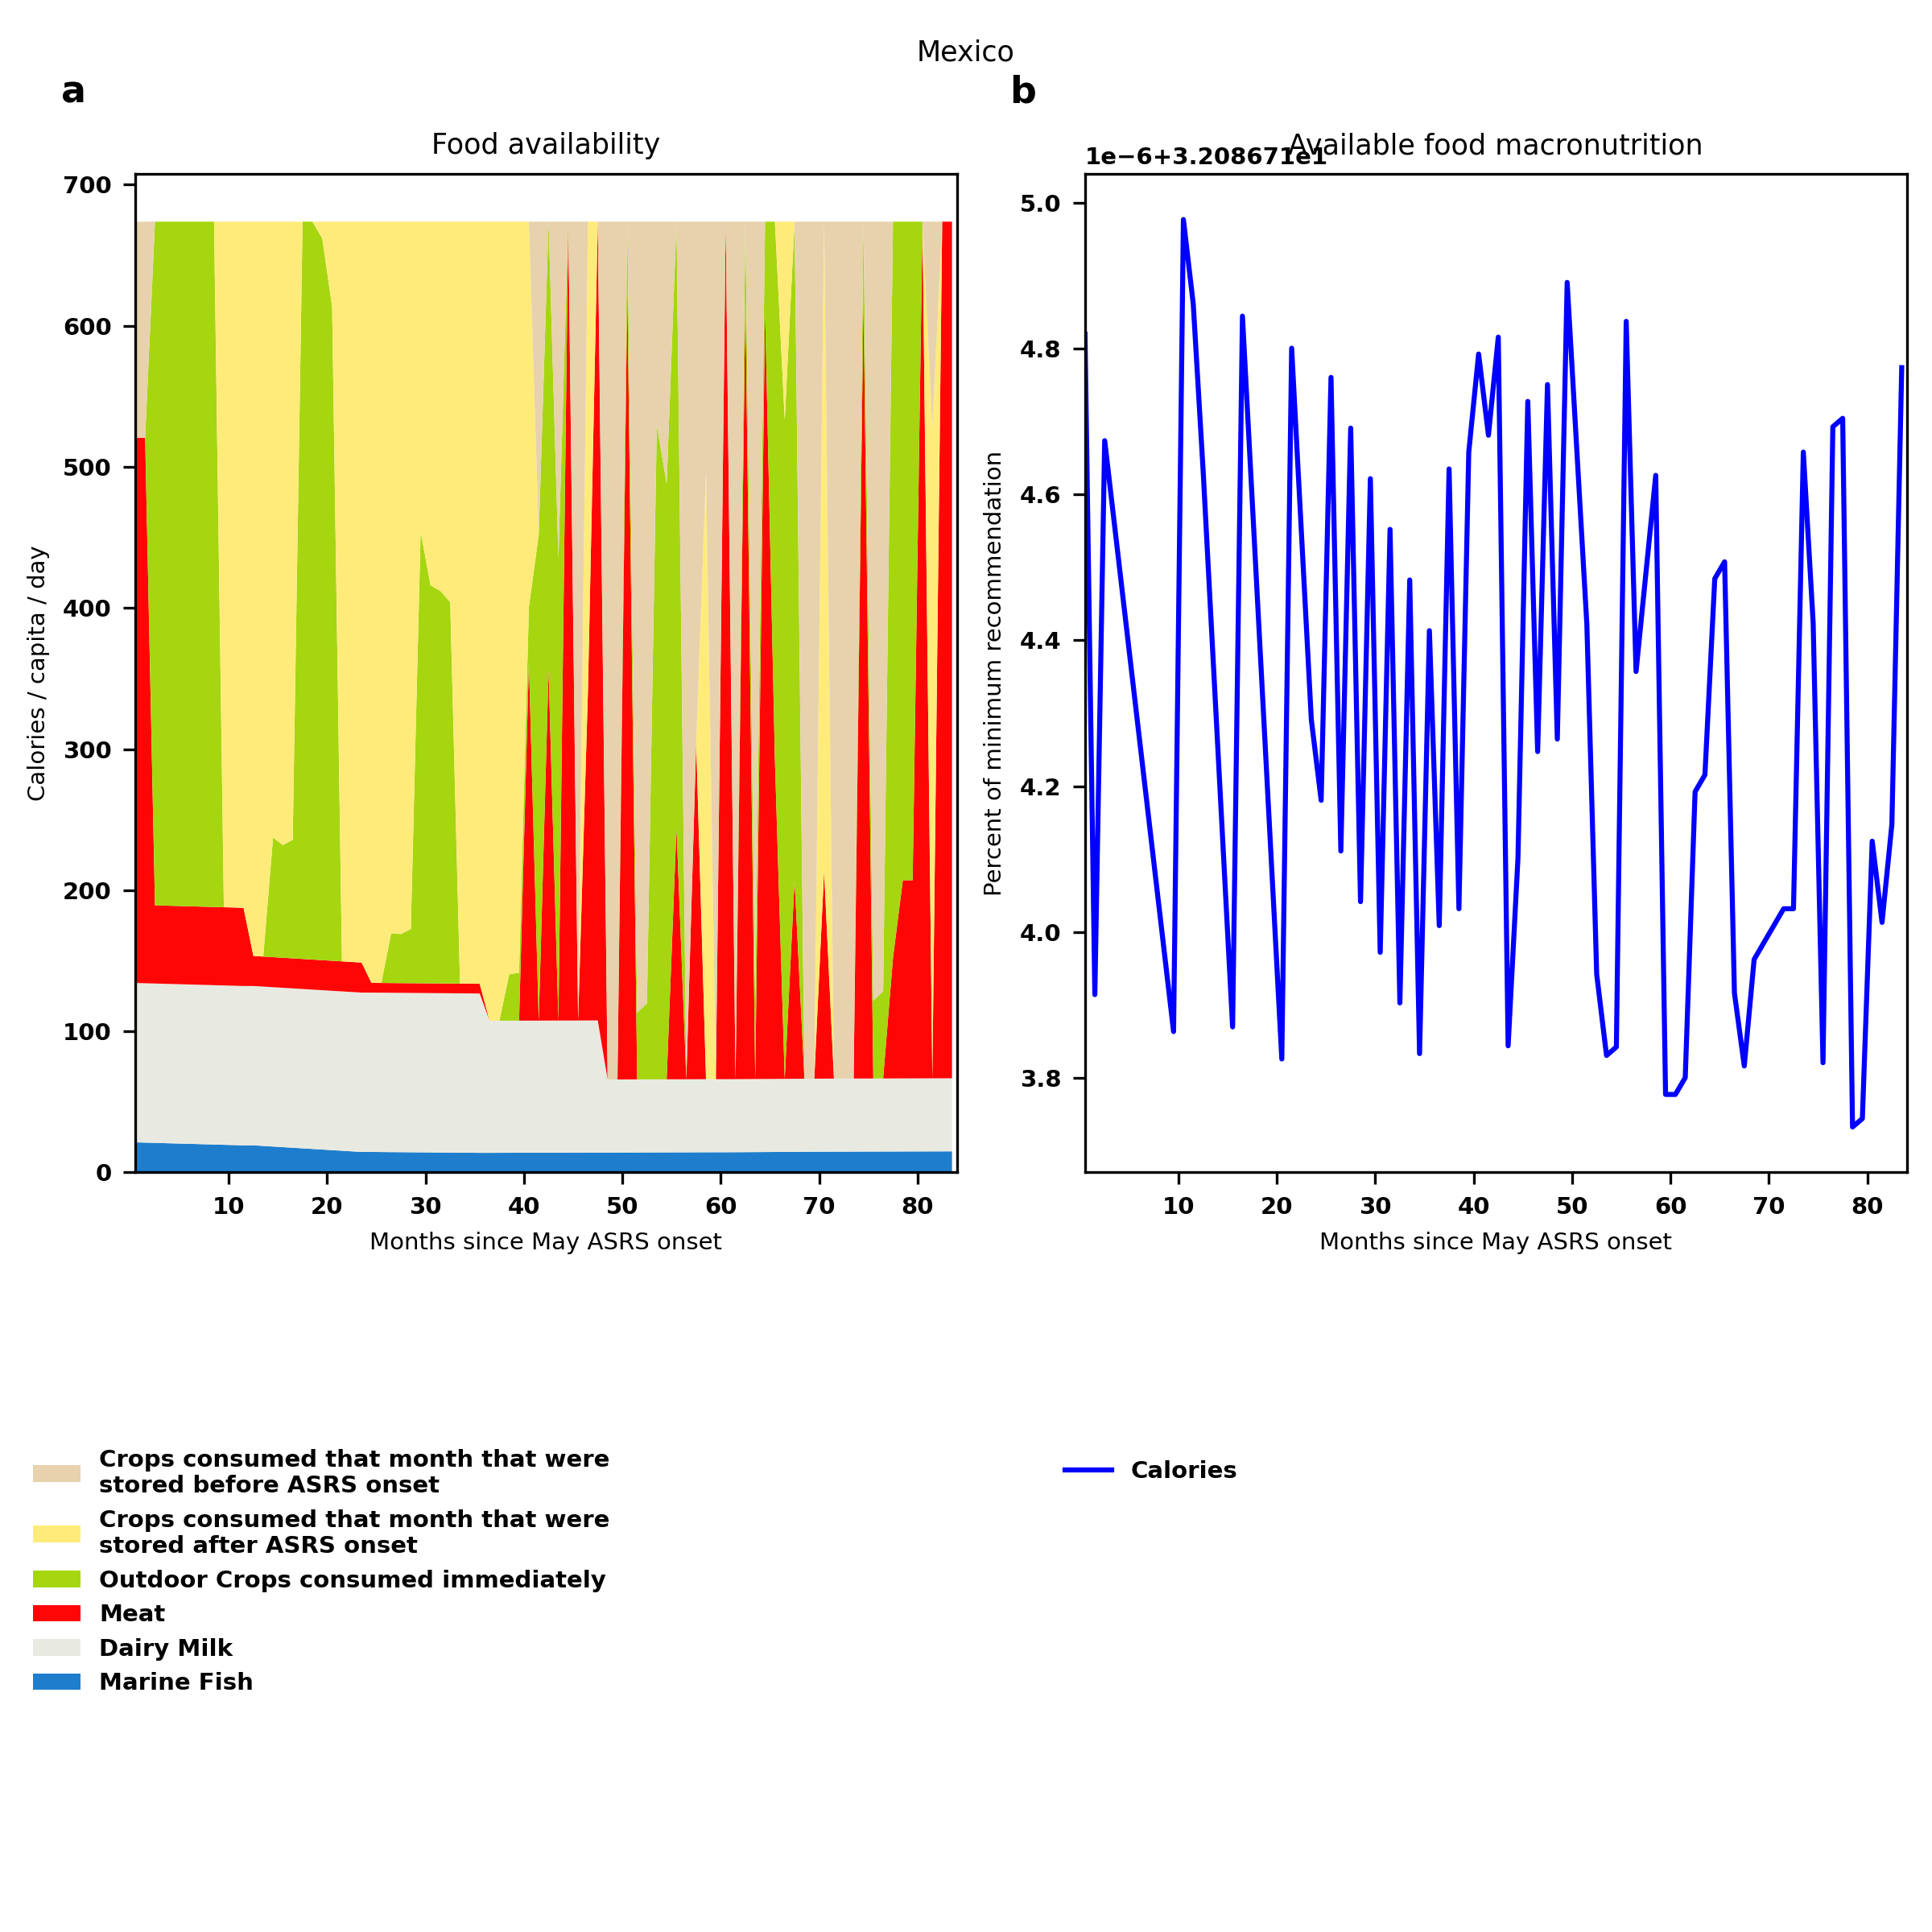 Mexico
a
b
Food availability
Available food macronutrition
1e−6+3.208671e1
700
600
500
400
300
200
100
0
Calories / capita / day
10 20 30 40 50 60 70 80
Months since May ASRS onset
5.0
4.8
4.6
4.4
4.2
4.0
3.8
Percent of minimum recommendation
10 20 30 40 50 60 70 80
Months since May ASRS onset
Crops consumed that month that were
stored before ASRS onset
Crops consumed that month that were
stored after ASRS onset
Outdoor Crops consumed immediately
Meat
Dairy Milk
Marine Fish
Calories